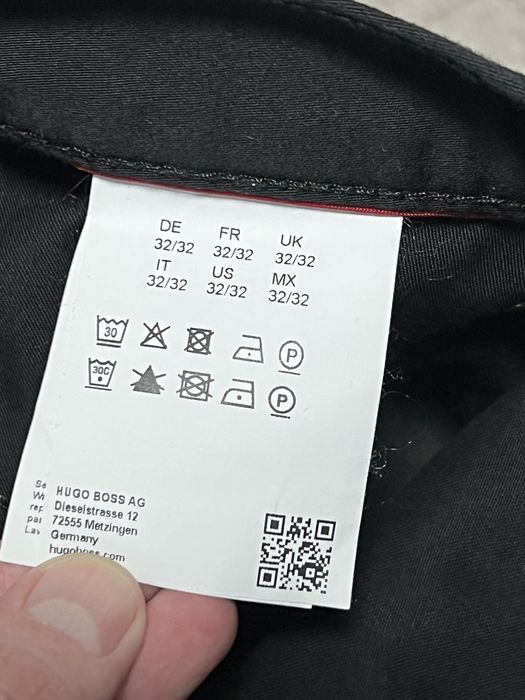 DE FR UK
32/32 32/32 32/32
IT US MX
32/32 32/32 32/32
30 P
30C P
HUGO BOSS AG
Dieselstrasse 12
72555 Metzingen
Germany